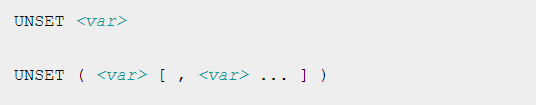 UNSET <var>
UNSET ( <var> [ , <var> ... ] )